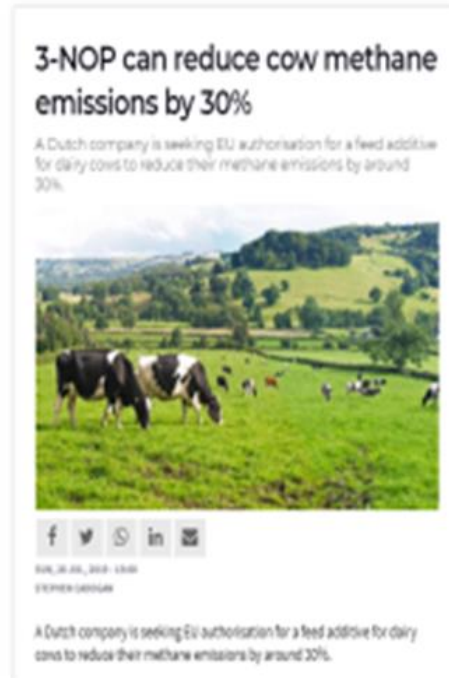 3-NOP can reduce cow methane
emissions by 30%
A Dutch company is seeking EU authorisation for a feed additive
for dairy cows to reduce their methane emissions by around
30%.
STEPHEN CADOGAN
A Dutch company is seeking EU authorisation for a feed additive for dairy
cows to reduce their methane emissions by around 30%.